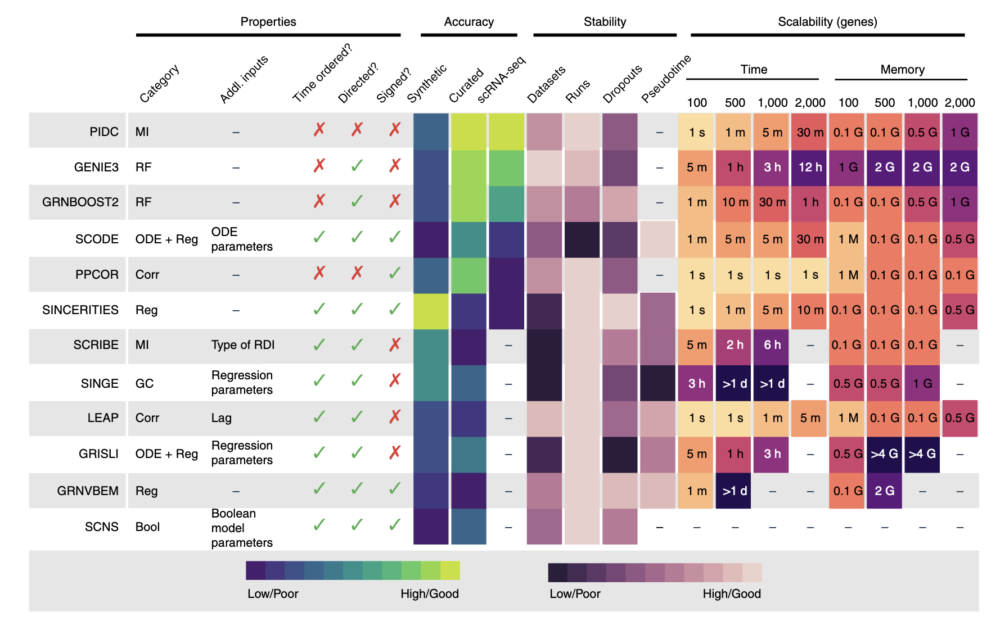 Properties Accuracy Stability Scalability (genes)
Category Addl. inputs Time ordered? Directed? Signed? Synthetic Curated scRNA-seq Datasets Runs Dropouts Pseudotime Time Memory
100 500 1,000 2,000 100 500 1,000 2,000
PIDC MI – ✗ ✗ ✗ – 1 s 1 m 5 m 30 m 0.1 G 0.1 G 0.5 G 1 G
GENIE3 RF – ✗ ✓ ✗ – 5 m 1 h 3 h 12 h 1 G 2 G 2 G 2 G
GRNBOOST2 RF – ✗ ✓ ✗ – 1 m 10 m 30 m 1 h 0.1 G 0.1 G 0.5 G 1 G
SCODE ODE + Reg ODE parameters ✓ ✓ ✓ 1 m 5 m 5 m 30 m 1 M 0.1 G 0.1 G 0.5 G
PPCOR Corr – ✗ ✗ ✓ – 1 s 1 s 1 s 1 s 1 M 0.1 G 0.1 G 0.1 G
SINCERITIES Reg – ✓ ✓ ✓ 1 s 1 m 5 m 10 m 0.1 G 0.1 G 0.1 G 0.5 G
SCRIBE MI Type of RDI ✓ ✓ ✗ – 5 m 2 h 6 h – 0.1 G 0.1 G 0.1 G –
SINGE GC Regression parameters ✓ ✓ ✗ – 3 h >1 d >1 d – 0.5 G 0.5 G 1 G –
LEAP Corr Lag ✓ ✓ ✗ – 1 s 1 s 1 m 5 m 1 M 0.1 G 0.1 G 0.5 G
GRISLI ODE + Reg Regression parameters ✓ ✓ ✗ – 5 m 1 h 3 h – 0.5 G >4 G >4 G –
GRNVBEM Reg – ✓ ✓ ✓ – 1 m >1 d – – 0.1 G 2 G – –
SCNS Bool Boolean model parameters ✓ ✓ ✓ – – – – – – – – – –
Low/Poor High/Good Low/Poor High/Good